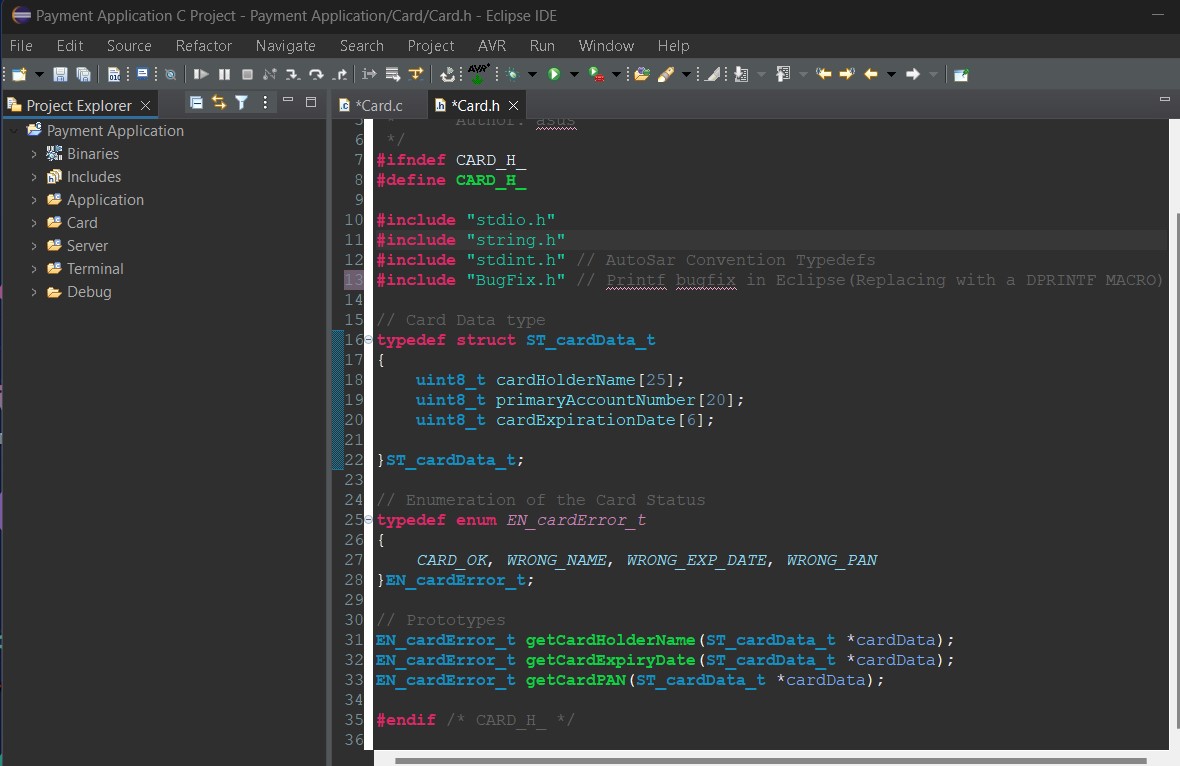 Payment Application C Project - Payment Application/Card/Card.h - Eclipse IDE
File Edit Source Refactor Navigate Search Project AVR Run Window Help
010 AVR
Project Explorer
Payment Application
Binaries
Includes
Application
Card
Server
Terminal
Debug
*Card.c *Card.h
5 * Author: asus
6 */
7 #ifndef CARD_H_
8 #define CARD_H_
9
10 #include "stdio.h"
11 #include "string.h"
12 #include "stdint.h" // AutoSar Convention Typedefs
13 #include "BugFix.h" // Printf bugfix in Eclipse(Replacing with a DPRINTF MACRO)
14
15 // Card Data type
16 typedef struct ST_cardData_t
17 {
18 uint8_t cardHolderName[25];
19 uint8_t primaryAccountNumber[20];
20 uint8_t cardExpirationDate[6];
21
22 }ST_cardData_t;
23
24 // Enumeration of the Card Status
25 typedef enum EN_cardError_t
26 {
27 CARD_OK, WRONG_NAME, WRONG_EXP_DATE, WRONG_PAN
28 }EN_cardError_t;
29
30 // Prototypes
31 EN_cardError_t getCardHolderName(ST_cardData_t *cardData);
32 EN_cardError_t getCardExpiryDate(ST_cardData_t *cardData);
33 EN_cardError_t getCardPAN(ST_cardData_t *cardData);
34
35 #endif /* CARD_H_ */
36